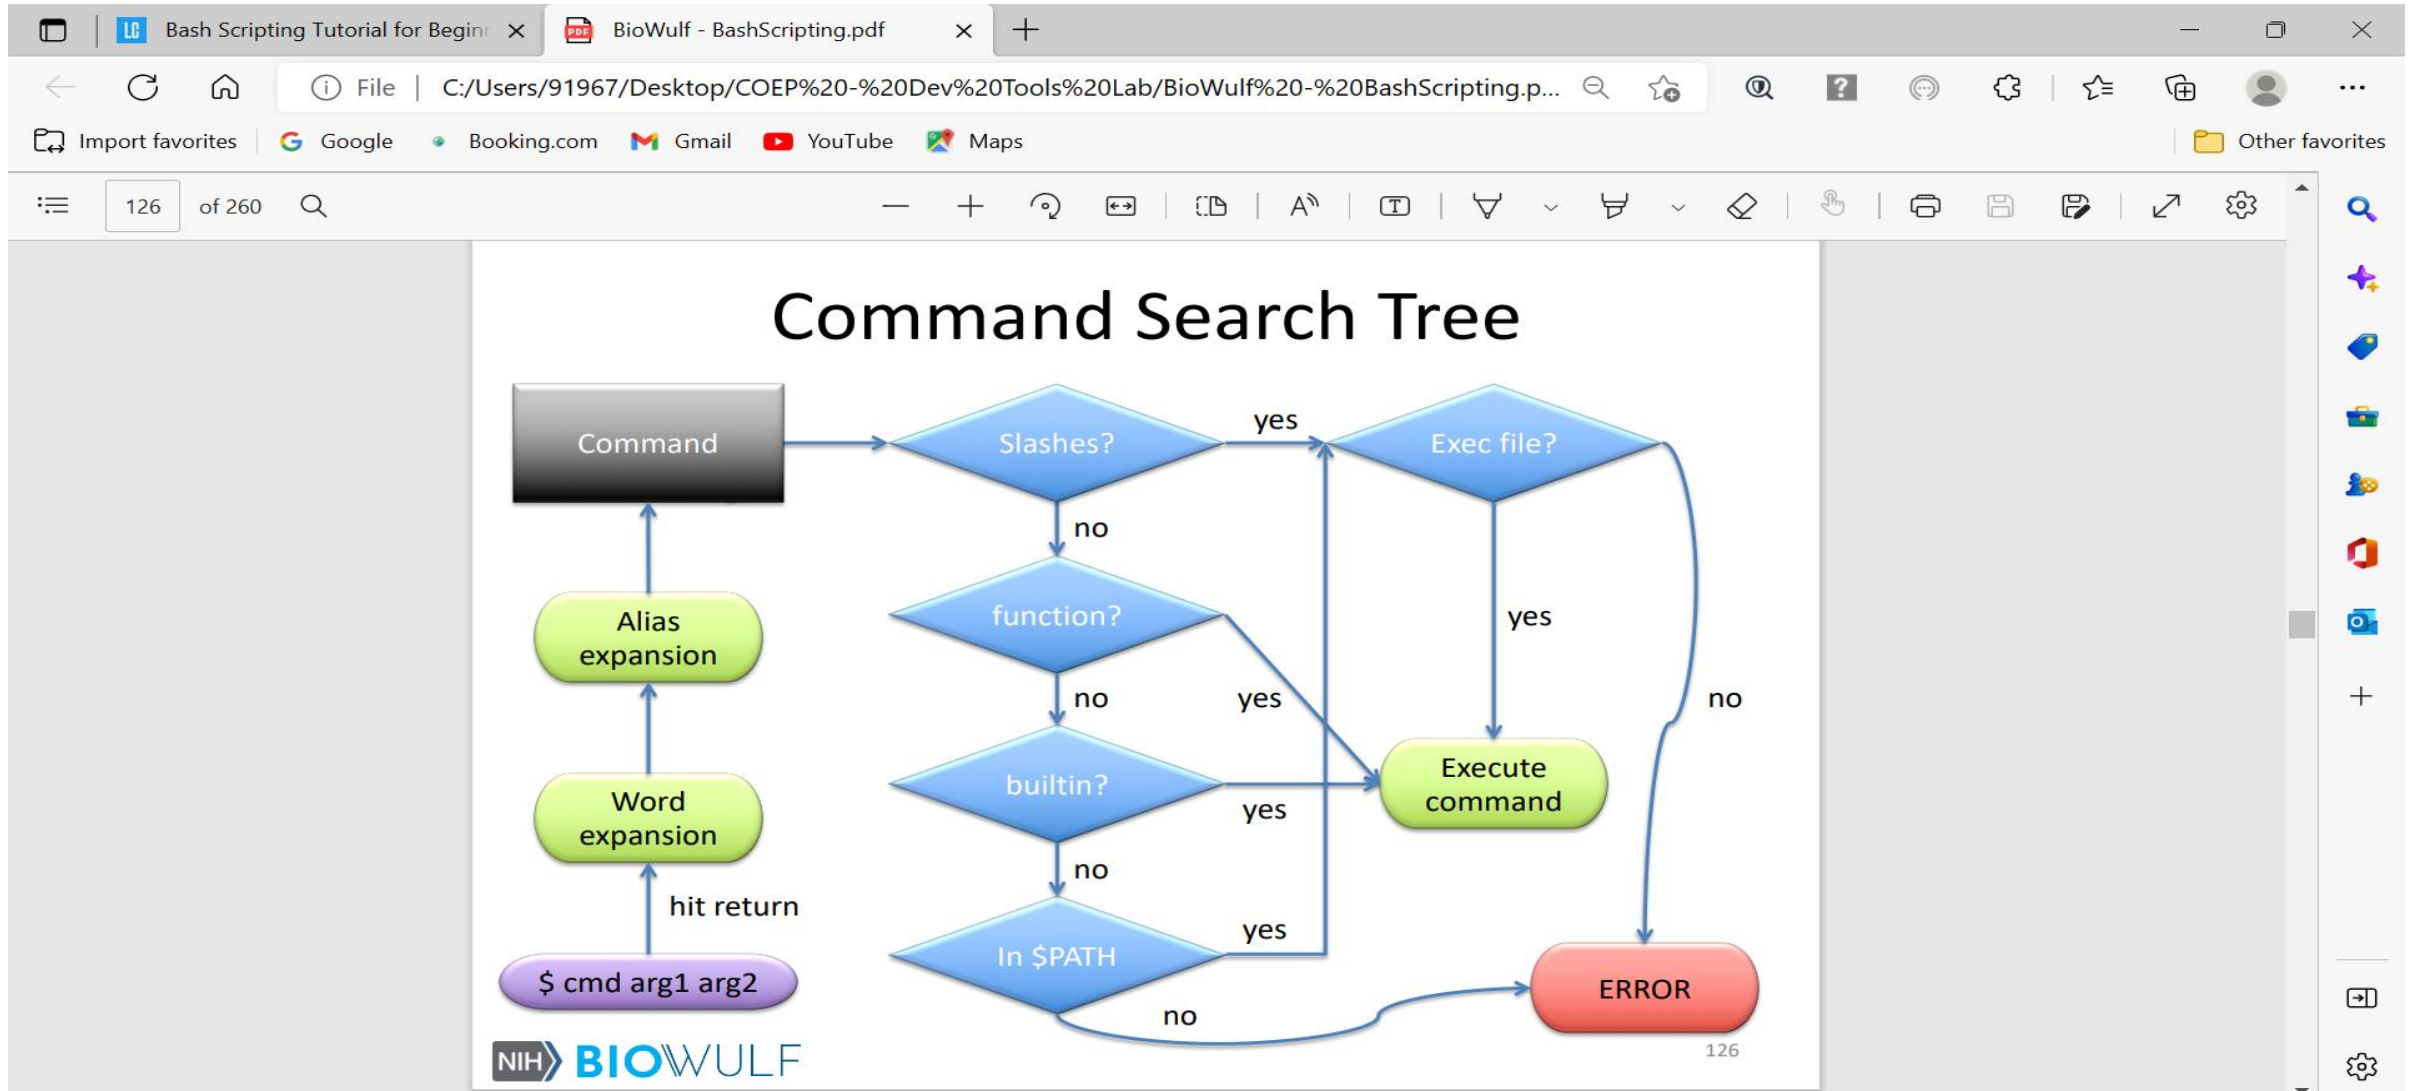 Bash Scripting Tutorial for Begin
BioWulf - BashScripting.pdf
File
C:/Users/91967/Desktop/COEP%20-%20Dev%20Tools%20Lab/BioWulf%20-%20BashScripting.p...
Import favorites
Google
Booking.com
Gmail
YouTube
Maps
Other favorites
126
of 260
Command Search Tree
Command
Slashes?
yes
Exec file?
no
Alias
expansion
function?
yes
no
yes
no
Word
expansion
builtin?
yes
Execute
command
no
hit return
yes
$ cmd arg1 arg2
In $PATH
no
ERROR
NIH BIOWULF
126